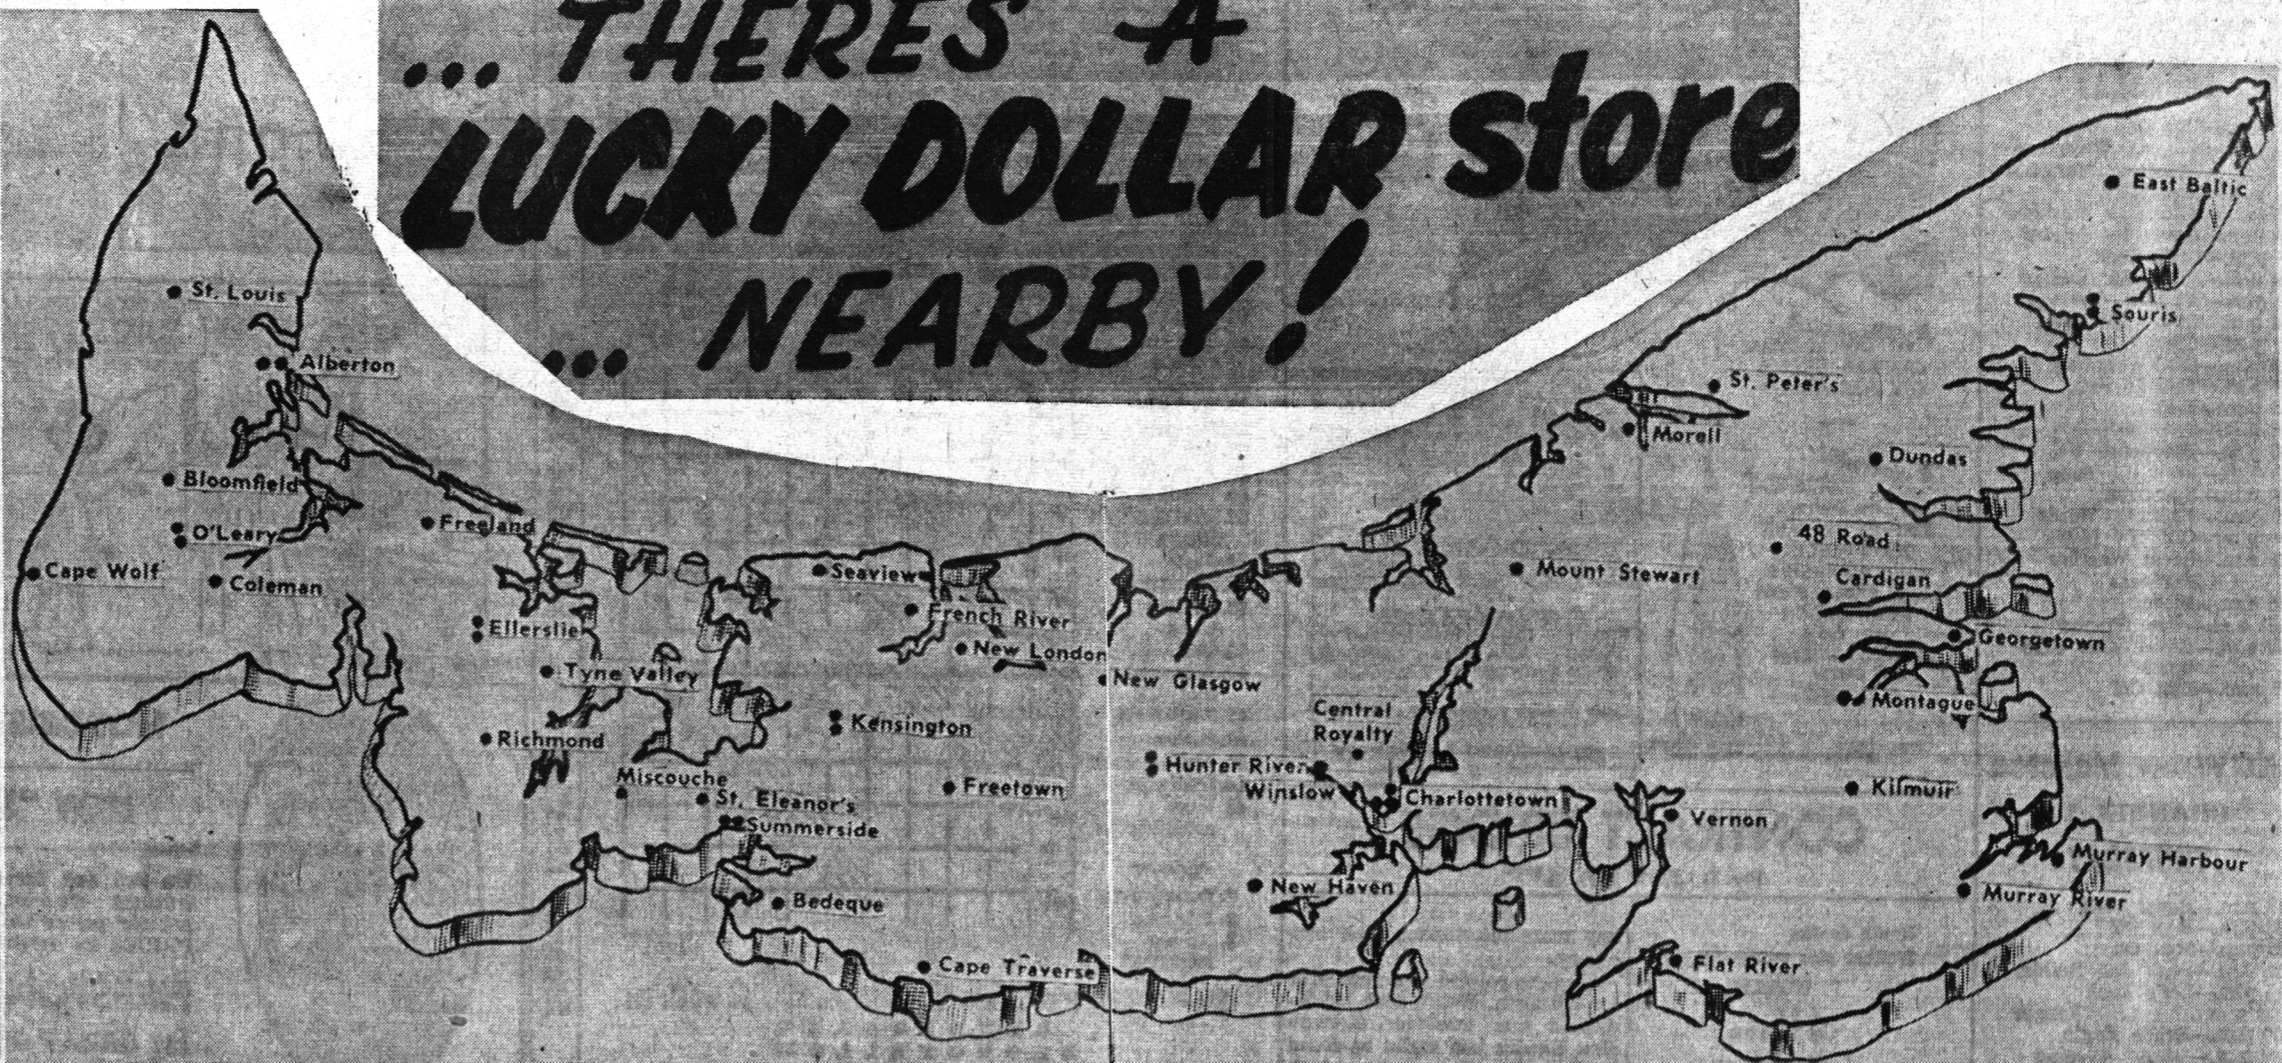 ... THERE'S A
LUCKY DOLLAR store
... NEARBY!
East Baltic
St. Louis
Souris
Alberton
St. Peter's
Morell
Dundas
Bloomfield
Freeland
O'Leary
48 Road
Cape Wolf
Coleman
Seaview
Mount Stewart
Cardigan
French River
Ellerslie
Georgetown
New London
Tyne Valley
New Glasgow
Montague
Central
Royalty
Kensington
Richmond
Hunter River
Miscouche
Freetown
Winslow
St. Eleanor's
Charlottetown
Kilmuir
Vernon
Summerside
Murray Harbour
New Haven
Murray River
Bedeque
Cape Traverse
Flat River